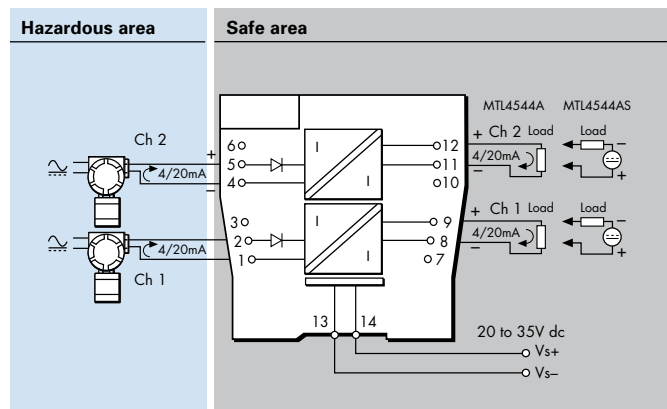 Hazardous area
Safe area
MTL4544A
MTL4544AS
Ch 2
+
4/20mA
–
6
5
4
I
I
12
11
10
+ Ch 2 Load
4/20mA
–
Load
–
+
3
2
1
I
I
9
8
7
+ Ch 1 Load
4/20mA
–
Load
–
+
4/20mA
Ch 1
13
14
20 to 35V dc
Vs+
Vs–